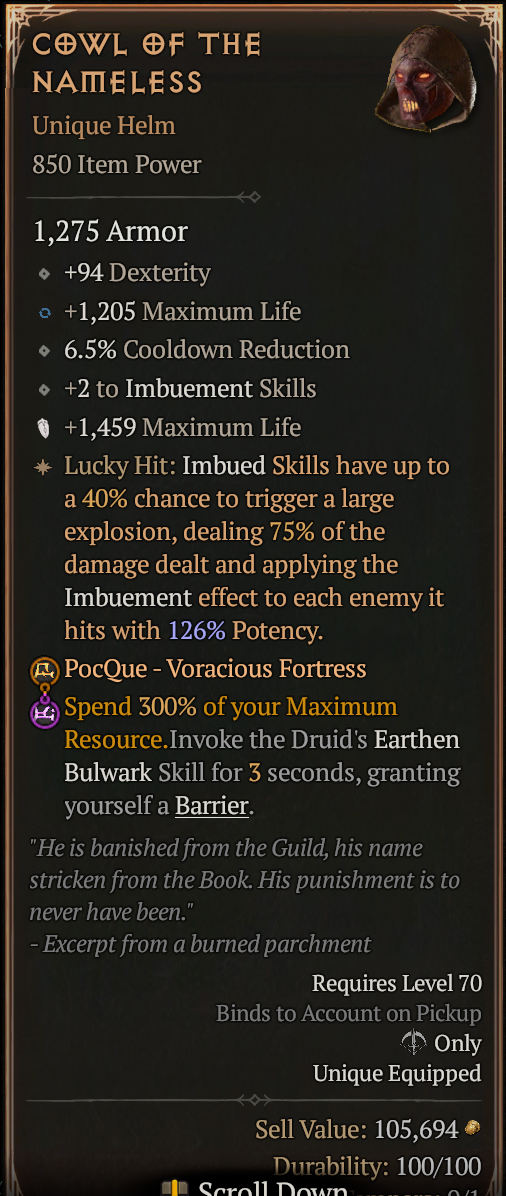 COWL OF THE
NAMELESS
Unique Helm
850 Item Power
1,275 Armor
+94 Dexterity
+1,205 Maximum Life
6.5% Cooldown Reduction
+2 to Imbuement Skills
+1,459 Maximum Life
Lucky Hit: Imbued Skills have up to
a 40% chance to trigger a large
explosion, dealing 75% of the
damage dealt and applying the
Imbuement effect to each enemy it
hits with 126% Potency.
PocQue - Voracious Fortress
Spend 300% of your Maximum
Resource.Invoke the Druid's Earthen
Bulwark Skill for 3 seconds, granting
yourself a Barrier.
"He is banished from the Guild, his name
stricken from the Book. His punishment is to
never have been."
- Excerpt from a burned parchment
Requires Level 70
Binds to Account on Pickup
Only
Unique Equipped
Sell Value: 105,694
Durability: 100/100
Scroll Down